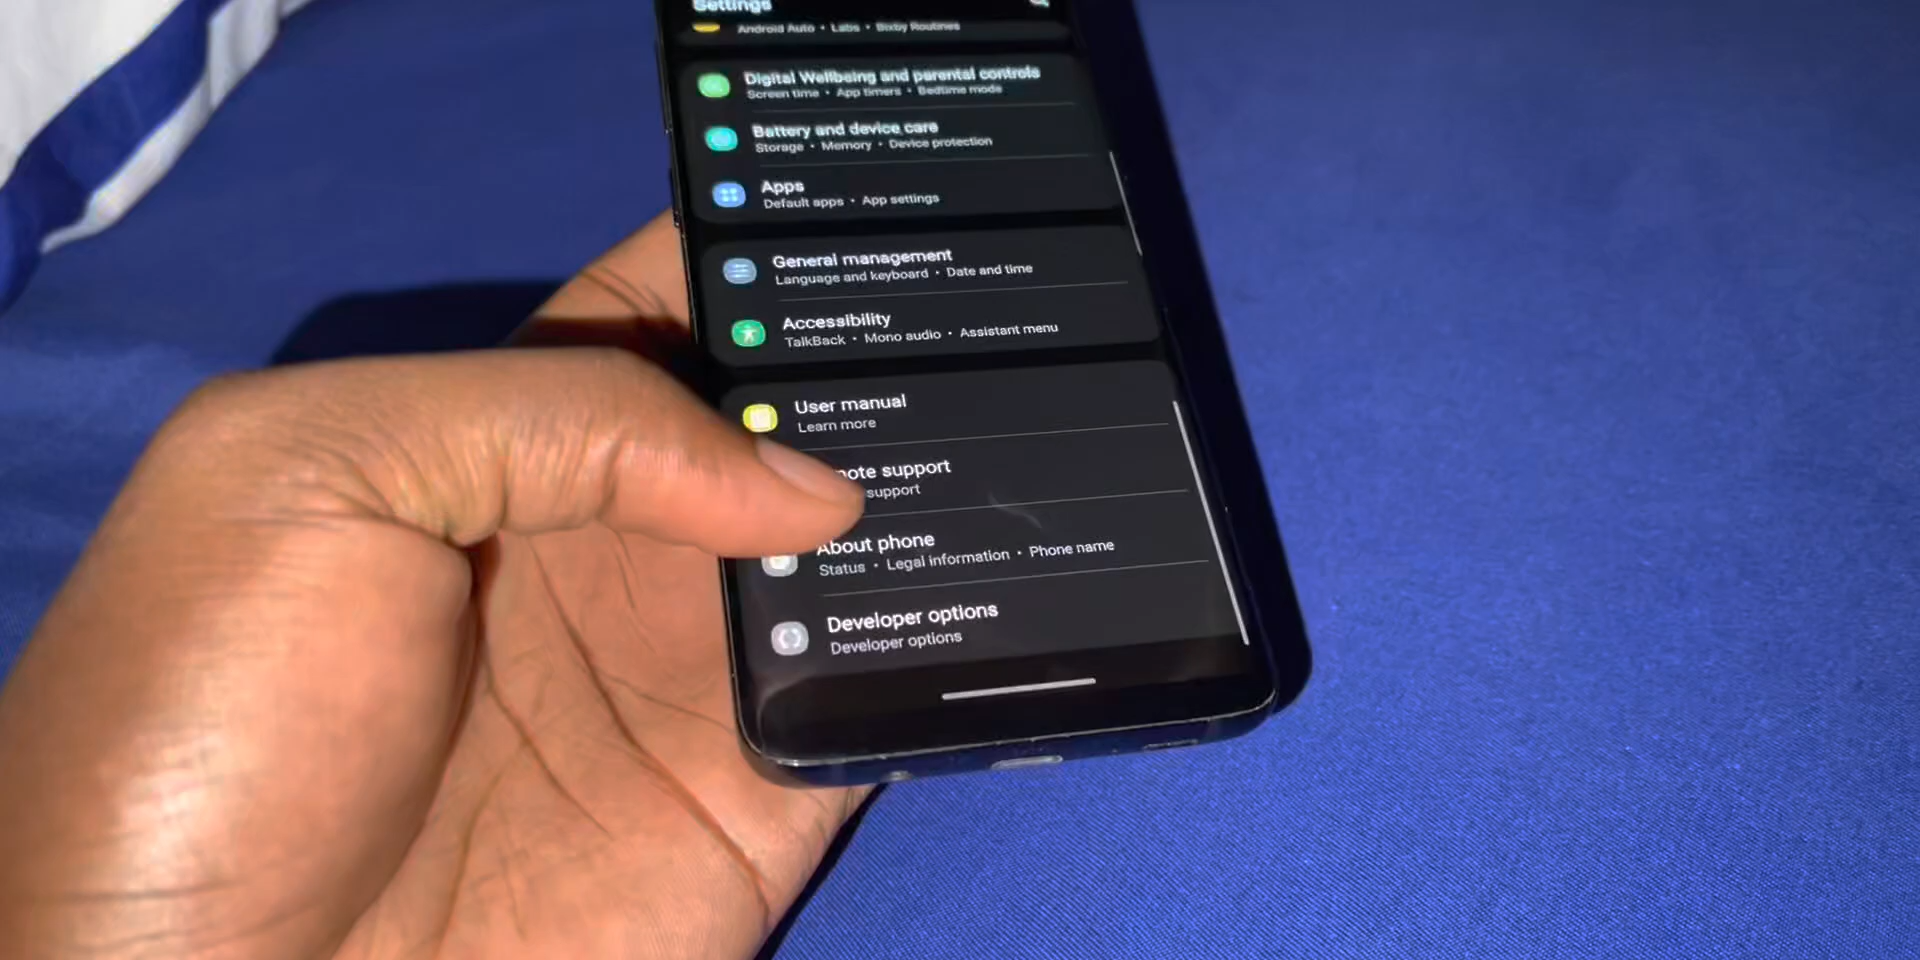 Settings
Android Auto • Labs • Bixby Routines
Digital Wellbeing and parental controls
Screen time • App timers • Bedtime mode
Battery and device care
Storage • Memory • Device protection
Apps
Default apps • App settings
General management
Language and keyboard • Date and time
Accessibility
TalkBack • Mono audio • Assistant menu
User manual
Learn more
note support
support
About phone
Status • Legal information • Phone name
Developer options
Developer options